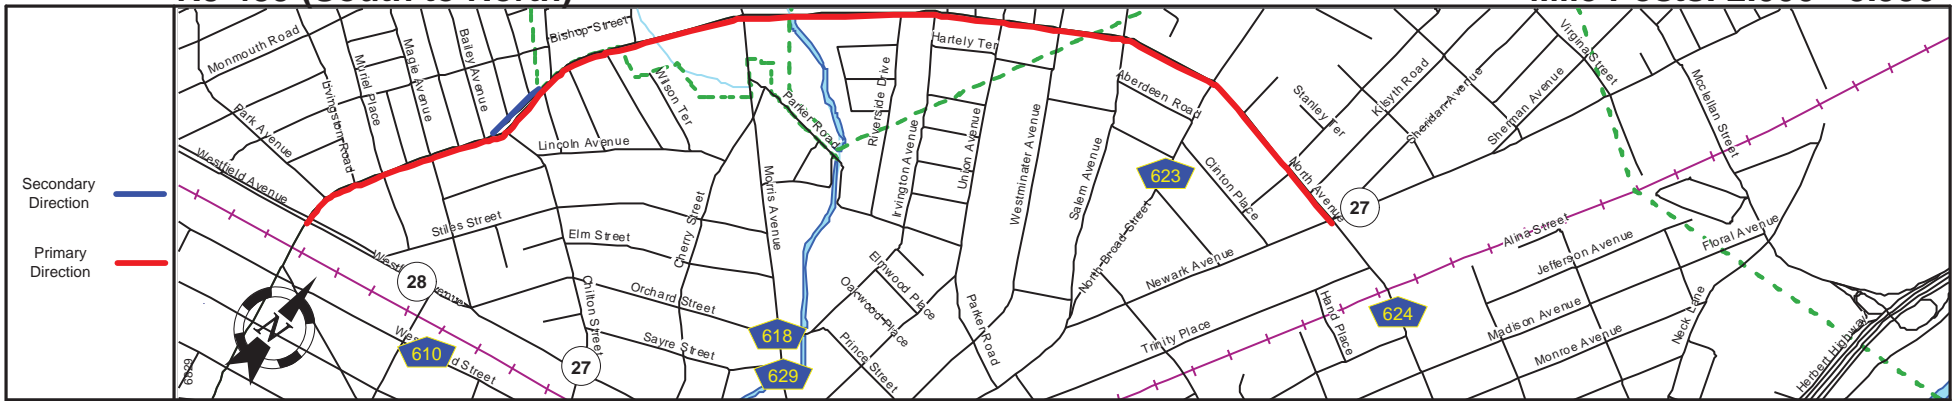 Secondary
Direction
Primary
Direction
Monmouth Road
Park Avenue
Westfield Avenue
Livingston Road
Muriel Place
Magie Avenue
Bailey Avenue
Bishop Street
Wilson Ter
Lincoln Avenue
Stiles Street
Elm Street
Cherry Street
Chilton Street
Orchard Street
Sayre Street
Morris Avenue
Parker Road
Riverside Drive
Hartely Ter
Irvington Avenue
Union Avenue
Westminater Avenue
Salem Avenue
Aberdeen Road
Clinton Place
North Broad Street
Newark Avenue
Elmwood Place
Oakwood Place
Prince Street
Parker Road
Trinity Place
Hand Place
North Avenue
Stanley Ter
Kilsyth Road
Sheridan Avenue
Sherman Avenue
Virginia Street
Mcclellan Street
Alina Street
Jefferson Avenue
Floral Avenue
Madison Avenue
Monroe Avenue
Neck Lane
Herbert Highway
28
27
27
610
618
629
623
624